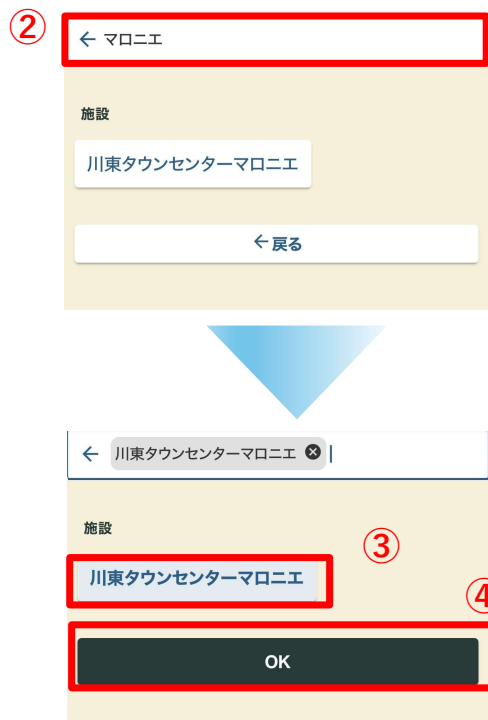 ②
← マロニエ
施設
川東タウンセンターマロニエ
← 戻る
← 川東タウンセンターマロニエ
施設
③
川東タウンセンターマロニエ
④
OK